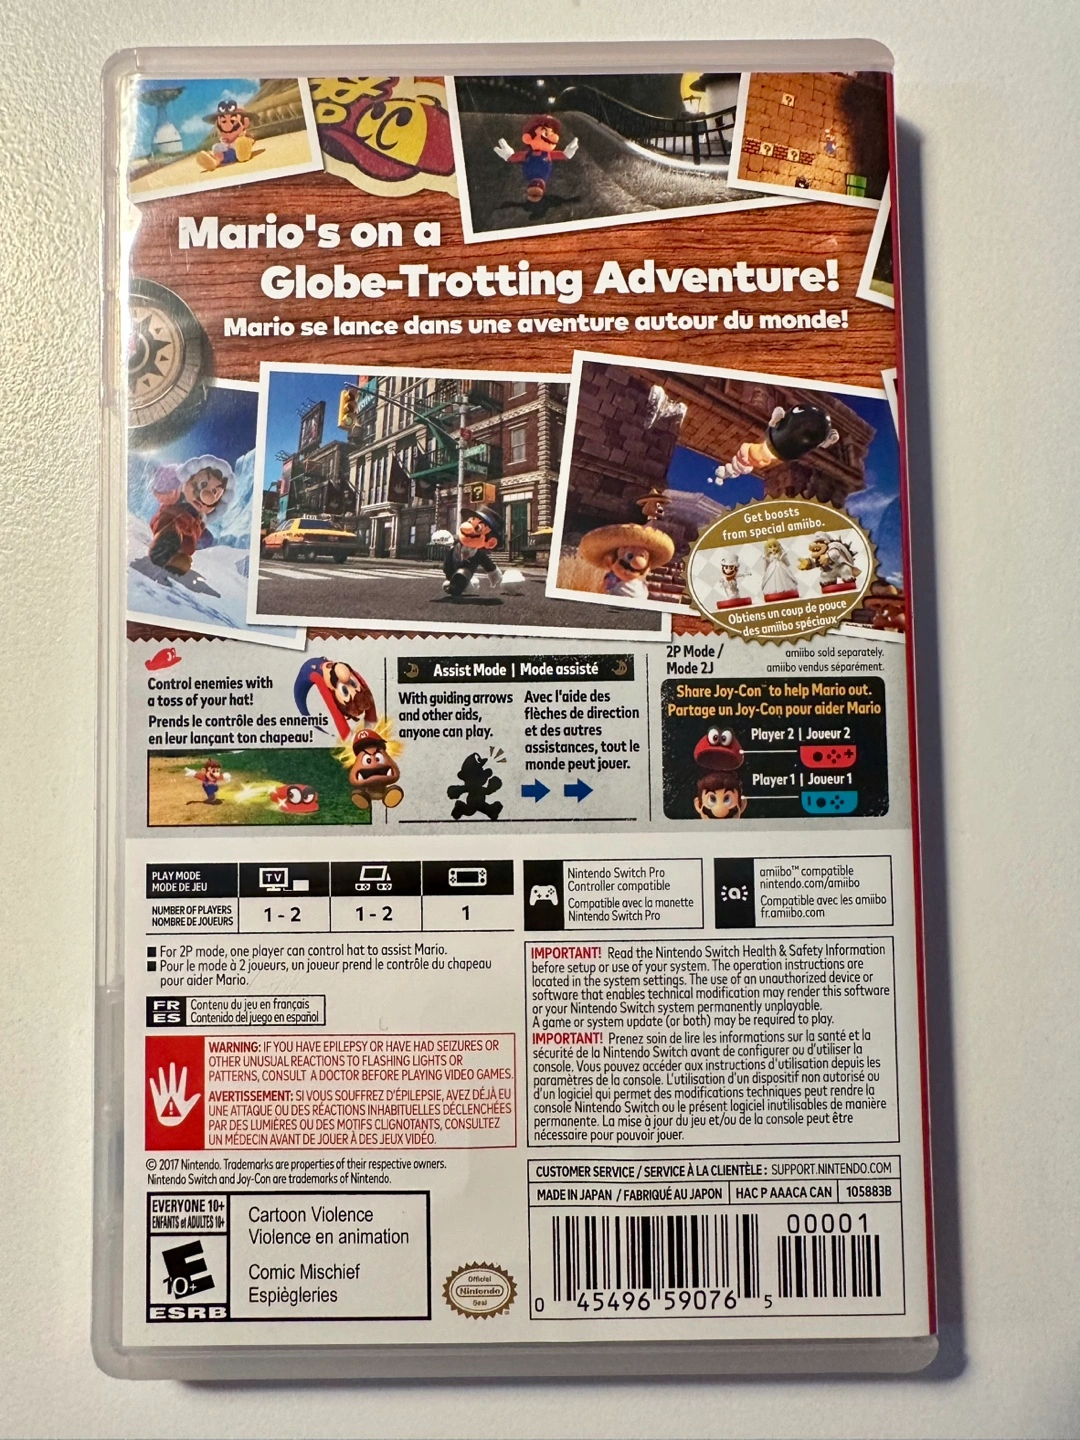 CC
Mario's on a
Globe-Trotting Adventure!
Mario se lance dans une aventure autour du monde!
Get boosts
from special amiibo.
Obtiens un coup de pouce
des amiibo spéciaux.
Control enemies with
a toss of your hat!
Prends le contrôle des ennemis
en leur lançant ton chapeau!
Assist Mode | Mode assisté
With guiding arrows
and other aids,
anyone can play.
Avec l'aide des
flèches de direction
et des autres
assistances, tout le
monde peut jouer.
2P Mode /
Mode 2J
amiibo sold separately.
amiibo vendus séparément.
Share Joy-Con™ to help Mario out.
Partage un Joy-Con pour aider Mario
Player 2 | Joueur 2
Player 1 | Joueur 1
PLAY MODE
MODE DE JEU
TV
NUMBER OF PLAYERS
NOMBRE DE JOUEURS
1 - 2
1 - 2
1
Nintendo Switch Pro
Controller compatible
Compatible avec la manette
Nintendo Switch Pro
amiibo™ compatible
nintendo.com/amiibo
Compatible avec les amiibo
fr.amiibo.com
■ For 2P mode, one player can control hat to assist Mario.
■ Pour le mode à 2 joueurs, un joueur prend le contrôle du chapeau
pour aider Mario.
FR
ES
Contenu du jeu en français
Contenido del juego en español
WARNING: IF YOU HAVE EPILEPSY OR HAVE HAD SEIZURES OR
OTHER UNUSUAL REACTIONS TO FLASHING LIGHTS OR
PATTERNS, CONSULT A DOCTOR BEFORE PLAYING VIDEO GAMES.
AVERTISSEMENT: SI VOUS SOUFFREZ D'ÉPILEPSIE, AVEZ DÉJÀ EU
UNE ATTAQUE OU DES RÉACTIONS INHABITUELLES DÉCLENCHÉES
PAR DES LUMIÈRES OU DES MOTIFS CLIGNOTANTS, CONSULTEZ
UN MÉDECIN AVANT DE JOUER À DES JEUX VIDÉO.
IMPORTANT! Read the Nintendo Switch Health & Safety Information
before setup or use of your system. The operation instructions are
located in the system settings. The use of an unauthorized device or
software that enables technical modification may render this software
or your Nintendo Switch system permanently unplayable.
A game or system update (or both) may be required to play.
IMPORTANT! Prenez soin de lire les informations sur la santé et la
sécurité de la Nintendo Switch avant de configurer ou d'utiliser la
console. Vous pouvez accéder aux instructions d'utilisation depuis les
paramètres de la console. L'utilisation d'un dispositif non autorisé ou
d'un logiciel qui permet des modifications techniques peut rendre la
console Nintendo Switch ou le présent logiciel inutilisables de manière
permanente. La mise à jour du jeu et/ou de la console peut être
nécessaire pour pouvoir jouer.
© 2017 Nintendo. Trademarks are properties of their respective owners.
Nintendo Switch and Joy-Con are trademarks of Nintendo.
CUSTOMER SERVICE / SERVICE À LA CLIENTÈLE : SUPPORT.NINTENDO.COM
MADE IN JAPAN / FABRIQUÉ AU JAPON
HAC P AAACA CAN
105883B
EVERYONE 10+
ENFANTS et ADULTES 10+
E
10+
ESRB
Cartoon Violence
Violence en animation
Comic Mischief
Espiègleries
Official
Nintendo
Seal
00001
0 45496 59076 5